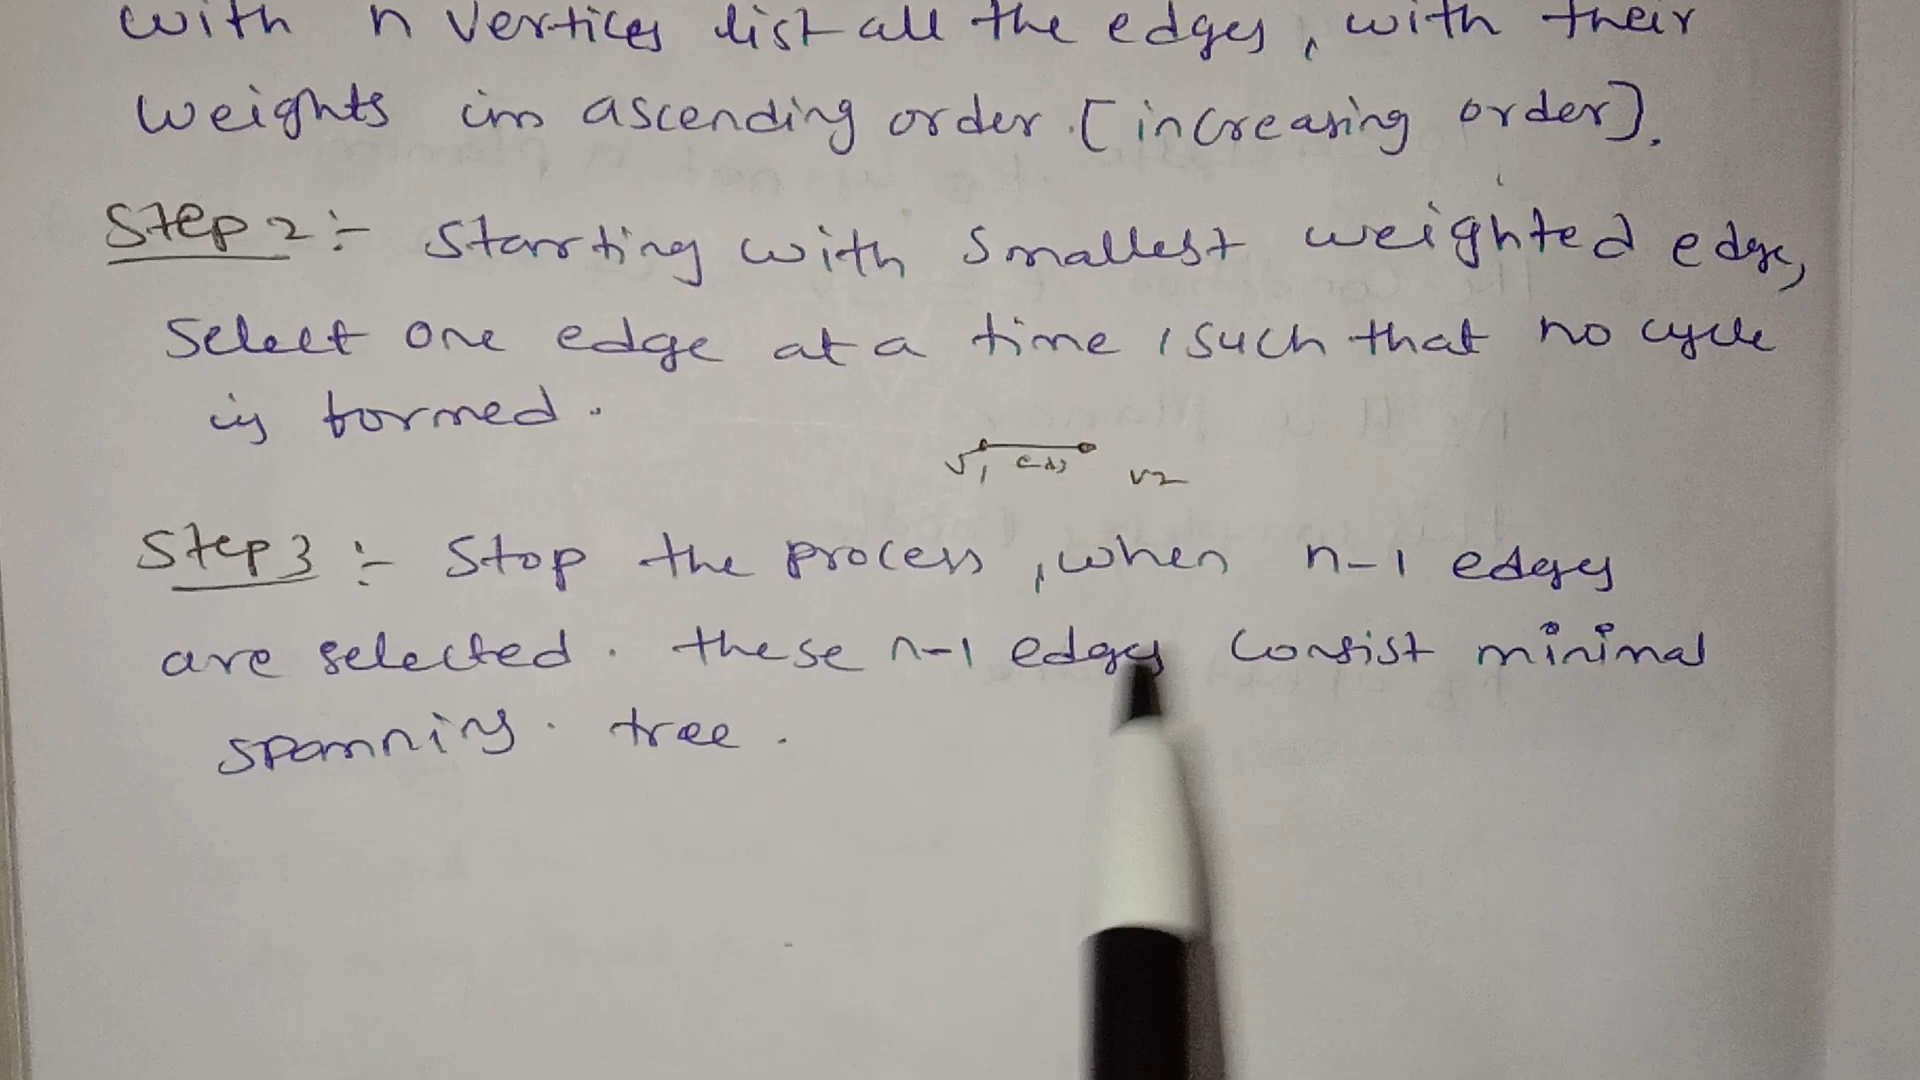 with n vertices list all the edges, with their
weights in ascending order. [increasing order].
Step 2 :- Starting with smallest weighted edge,
Select one edge at a time, such that no cycle
is formed.
v1 v2
Step 3 :- Stop the process, when n-1 edges
are selected. these n-1 edges consist minimal
spanning. tree.